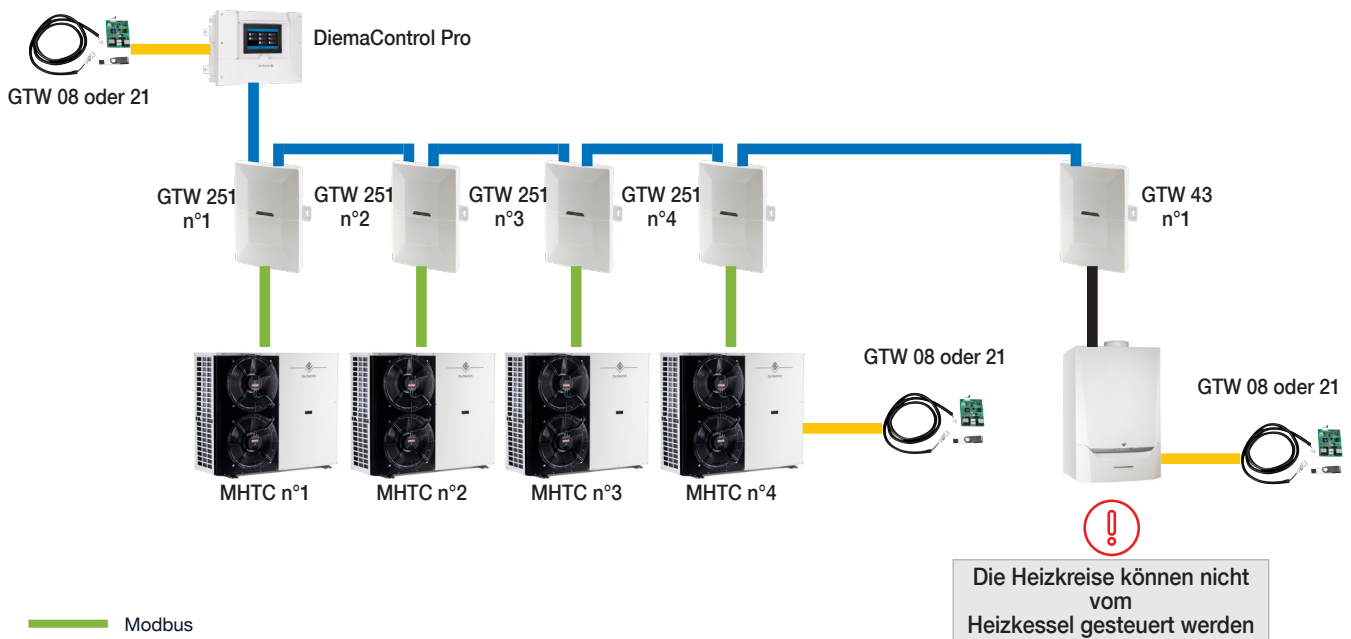 DiemaControl Pro
GTW 08 oder 21
GTW 251
n°1
GTW 251
n°2
GTW 251
n°3
GTW 251
n°4
GTW 43
n°1
GTW 08 oder 21
GTW 08 oder 21
MHTC n°1
MHTC n°2
MHTC n°3
MHTC n°4
Die Heizkreise können nicht
vom
Heizkessel gesteuert werden
Modbus